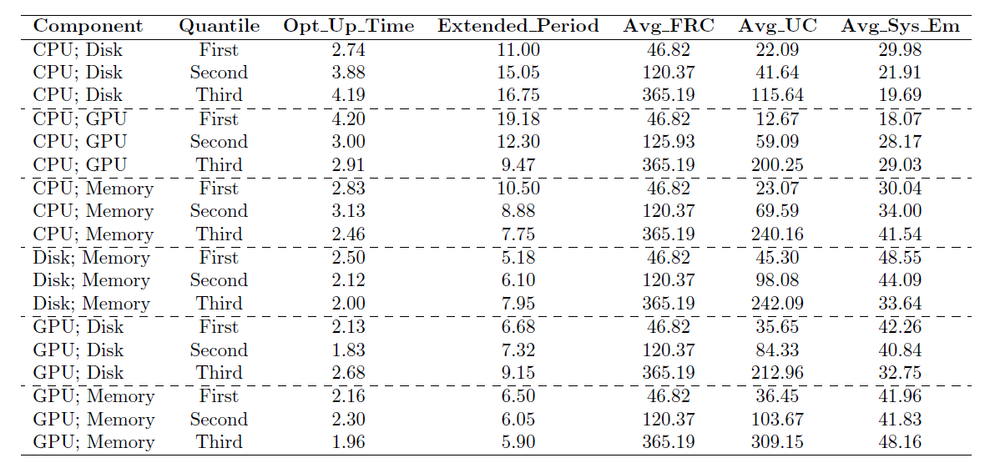 Component Quantile Opt_Up_Time Extended_Period Avg_FRC Avg_UC Avg_Sys_Em
CPU; Disk First 2.74 11.00 46.82 22.09 29.98
CPU; Disk Second 3.88 15.05 120.37 41.64 21.91
CPU; Disk Third 4.19 16.75 365.19 115.64 19.69
CPU; GPU First 4.20 19.18 46.82 12.67 18.07
CPU; GPU Second 3.00 12.30 125.93 59.09 28.17
CPU; GPU Third 2.91 9.47 365.19 200.25 29.03
CPU; Memory First 2.83 10.50 46.82 23.07 30.04
CPU; Memory Second 3.13 8.88 120.37 69.59 34.00
CPU; Memory Third 2.46 7.75 365.19 240.16 41.54
Disk; Memory First 2.50 5.18 46.82 45.30 48.55
Disk; Memory Second 2.12 6.10 120.37 98.08 44.09
Disk; Memory Third 2.00 7.95 365.19 242.09 33.64
GPU; Disk First 2.13 6.68 46.82 35.65 42.26
GPU; Disk Second 1.83 7.32 120.37 84.33 40.84
GPU; Disk Third 2.68 9.15 365.19 212.96 32.75
GPU; Memory First 2.16 6.50 46.82 36.45 41.96
GPU; Memory Second 2.30 6.05 120.37 103.67 41.83
GPU; Memory Third 1.96 5.90 365.19 309.15 48.16